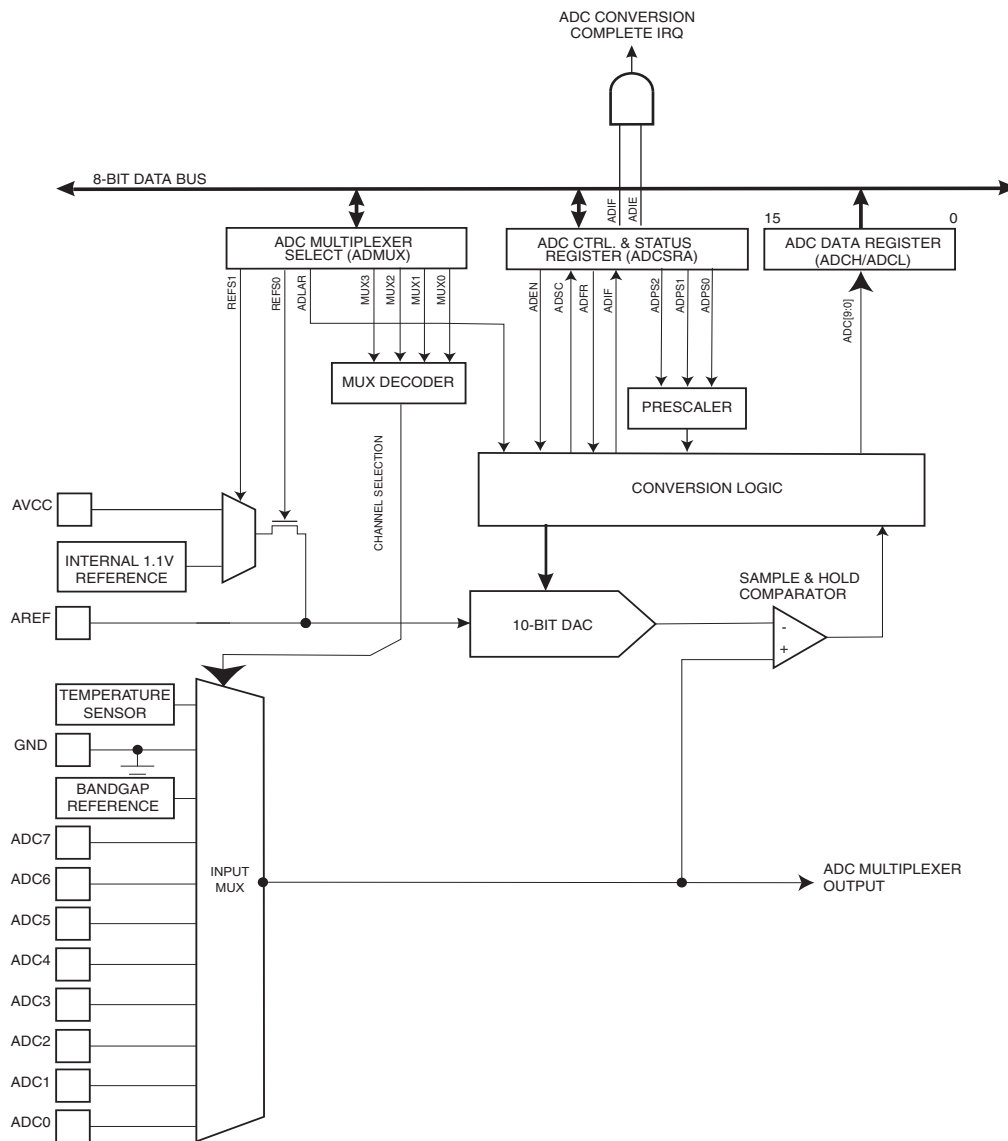 ADC CONVERSION
COMPLETE IRQ
8-BIT DATA BUS
ADIF
ADIE
15
0
ADC MULTIPLEXER
SELECT (ADMUX)
ADC CTRL. & STATUS
REGISTER (ADCSRA)
ADC DATA REGISTER
(ADCH/ADCL)
REFS1
REFS0
ADLAR
MUX3
MUX2
MUX1
MUX0
ADEN
ADSC
ADFR
ADIF
ADPS2
ADPS1
ADPS0
ADC[9:0]
MUX DECODER
PRESCALER
CHANNEL SELECTION
CONVERSION LOGIC
AVCC
INTERNAL 1.1V
REFERENCE
SAMPLE & HOLD
COMPARATOR
AREF
10-BIT DAC
-
+
TEMPERATURE
SENSOR
GND
BANDGAP
REFERENCE
ADC7
ADC6
ADC5
ADC4
ADC3
ADC2
ADC1
ADC0
INPUT
MUX
ADC MULTIPLEXER
OUTPUT